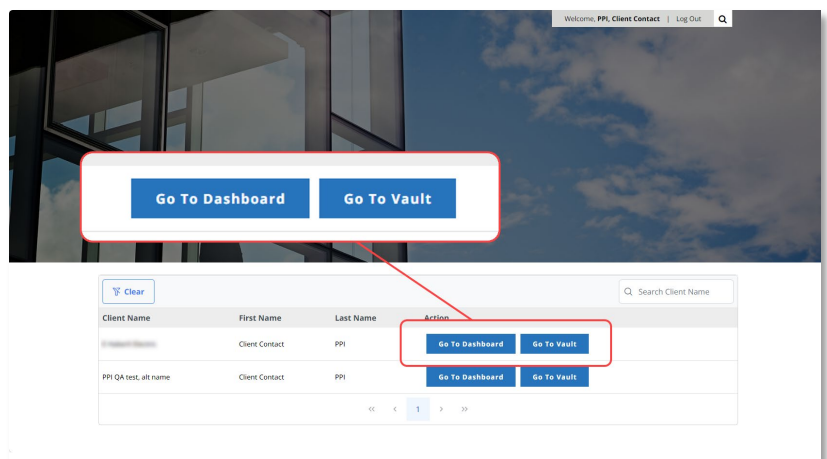 Welcome, PPI, Client Contact | Log Out
Go To Dashboard Go To Vault
Clear
Search Client Name
Client Name First Name Last Name Action
Client Contact PPI Go To Dashboard Go To Vault
PPI QA test, alt name Client Contact PPI Go To Dashboard Go To Vault
<< < 1 > >>